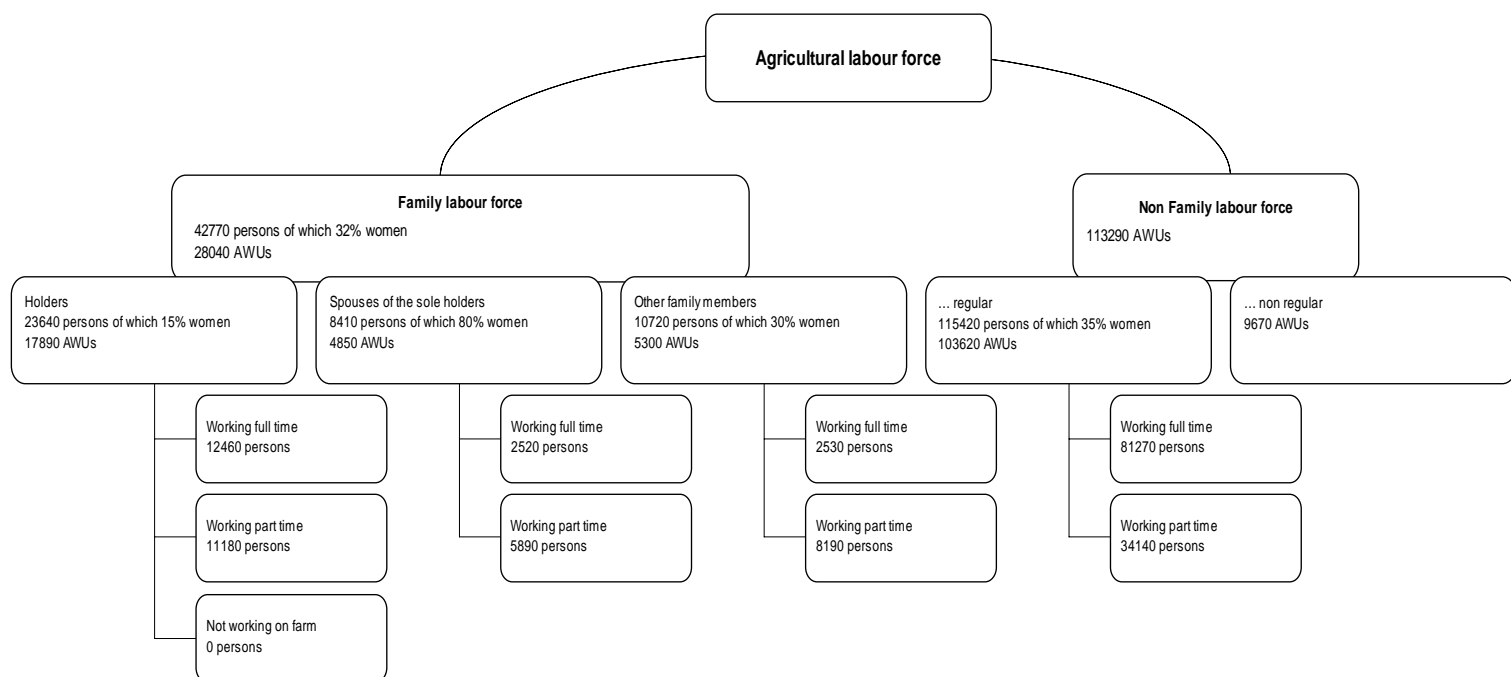 Agricultural labour force
Family labour force
42770 persons of which 32% women
28040 AWUs
Non Family labour force
113290 AWUs
Holders
23640 persons of which 15% women
17890 AWUs
Spouses of the sole holders
8410 persons of which 80% women
4850 AWUs
Other family members
10720 persons of which 30% women
5300 AWUs
... regular
115420 persons of which 35% women
103620 AWUs
... non regular
9670 AWUs
Working full time
12460 persons
Working full time
2520 persons
Working full time
2530 persons
Working full time
81270 persons
Working part time
11180 persons
Working part time
5890 persons
Working part time
8190 persons
Working part time
34140 persons
Not working on farm
0 persons